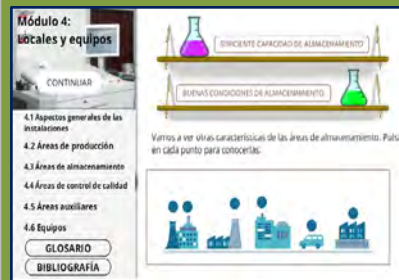 Módulo 4:
Locales y equipos
CONTINUAR
4.1 Aspectos generales de las
instalaciones
4.2 Áreas de producción
4.3 Áreas de almacenamiento
4.4 Áreas de control de calidad
4.5 Áreas auxiliares
4.6 Equipos
GLOSARIO
BIBLIOGRAFÍA
SUFICIENTE CAPACIDAD DE ALMACENAMIENTO
BUENAS CONDICIONES DE ALMACENAMIENTO
Vamos a ver otras características de las áreas de almacenamiento. Pulsa
en cada punto para conocerlas.